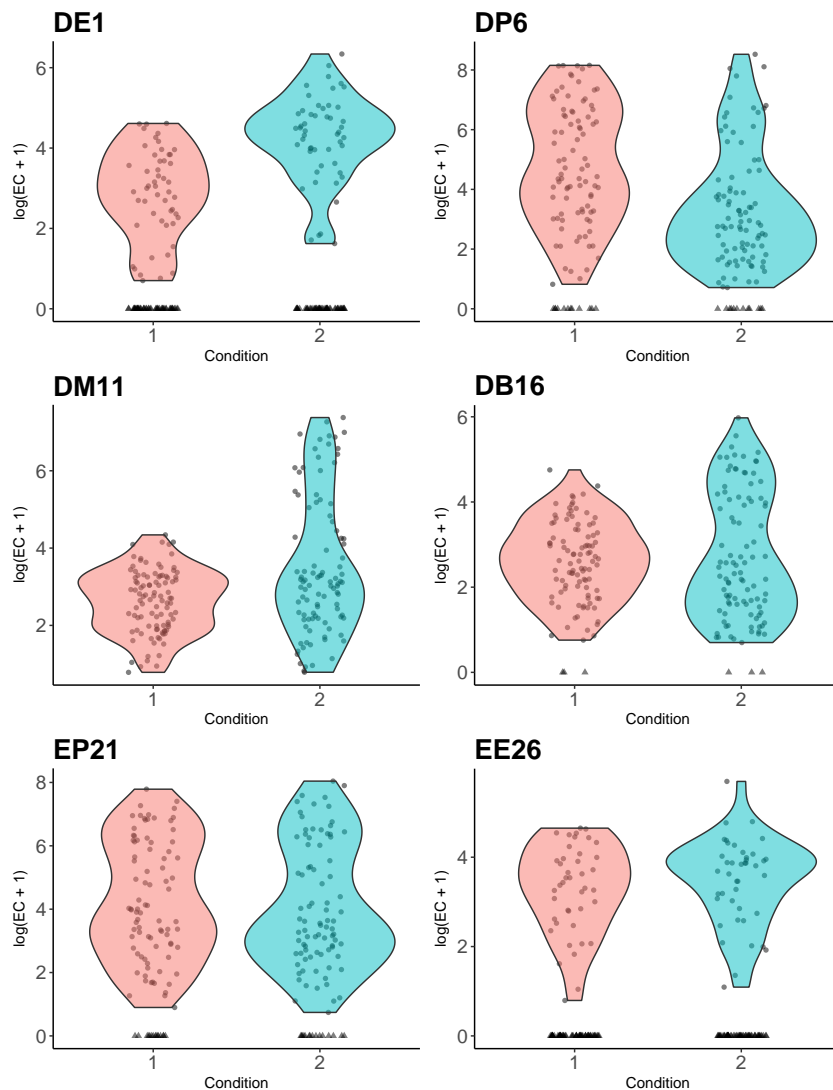 DE1
DP6
log(EC + 1)
6
4
2
0
1
2
Condition
log(EC + 1)
8
6
4
2
0
1
2
Condition
DM11
DB16
log(EC + 1)
6
4
2
1
2
Condition
log(EC + 1)
6
4
2
0
1
2
Condition
EP21
EE26
log(EC + 1)
8
6
4
2
0
1
2
Condition
log(EC + 1)
4
2
0
1
2
Condition